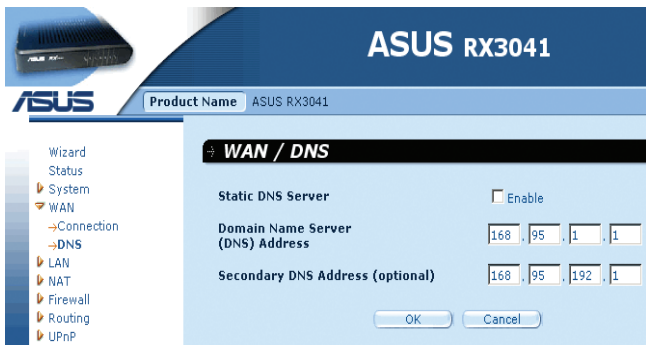 ASUS RX3041
ASUS
Product Name ASUS RX3041
Wizard
Status
System
WAN
→Connection
→DNS
LAN
NAT
Firewall
Routing
UPnP
WAN / DNS
Static DNS Server Enable
Domain Name Server
(DNS) Address 168 . 95 . 1 . 1
Secondary DNS Address (optional) 168 . 95 . 192 . 1
OK Cancel